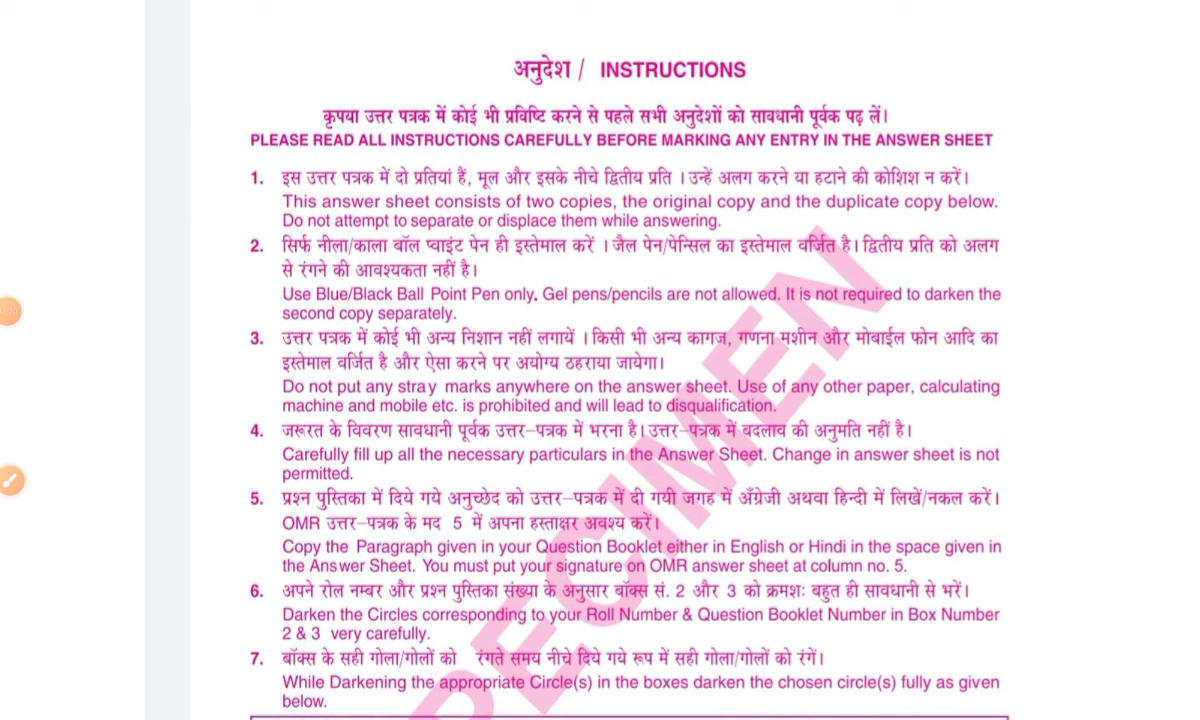 अनुदेश / INSTRUCTIONS
कृपया उत्तर पत्रक में कोई भी प्रविष्टि करने से पहले सभी अनुदेशों को सावधानी पूर्वक पढ़ लें।
PLEASE READ ALL INSTRUCTIONS CAREFULLY BEFORE MARKING ANY ENTRY IN THE ANSWER SHEET
1. इस उत्तर पत्रक में दो प्रतियां हैं, मूल और इसके नीचे द्वितीय प्रति । उन्हें अलग करने या हटाने की कोशिश न करें।
This answer sheet consists of two copies, the original copy and the duplicate copy below.
Do not attempt to separate or displace them while answering.
2. सिर्फ नीला/काला बॉल प्वाइंट पेन ही इस्तेमाल करें । जैल पेन/पेन्सिल का इस्तेमाल वर्जित है। द्वितीय प्रति को अलग
से रंगने की आवश्यकता नहीं है।
Use Blue/Black Ball Point Pen only. Gel pens/pencils are not allowed. It is not required to darken the
second copy separately.
3. उत्तर पत्रक में कोई भी अन्य निशान नहीं लगायें । किसी भी अन्य कागज, गणना मशीन और मोबाईल फोन आदि का
इस्तेमाल वर्जित है और ऐसा करने पर अयोग्य ठहराया जायेगा।
Do not put any stray marks anywhere on the answer sheet. Use of any other paper, calculating
machine and mobile etc. is prohibited and will lead to disqualification.
4. जरूरत के विवरण सावधानी पूर्वक उत्तर–पत्रक में भरना है। उत्तर–पत्रक में बदलाव की अनुमति नहीं है।
Carefully fill up all the necessary particulars in the Answer Sheet. Change in answer sheet is not
permitted.
5. प्रश्न पुस्तिका में दिये गये अनुच्छेद को उत्तर–पत्रक में दी गयी जगह में अँग्रेजी अथवा हिन्दी में लिखें/नकल करें।
OMR उत्तर–पत्रक के मद 5 में अपना हस्ताक्षर अवश्य करें।
Copy the Paragraph given in your Question Booklet either in English or Hindi in the space given in
the Answer Sheet. You must put your signature on OMR answer sheet at column no. 5.
6. अपने रोल नम्बर और प्रश्न पुस्तिका संख्या के अनुसार बॉक्स सं. 2 और 3 को क्रमशः बहुत ही सावधानी से भरें।
Darken the Circles corresponding to your Roll Number & Question Booklet Number in Box Number
2 & 3 very carefully.
7. बॉक्स के सही गोला/गोलों को रंगते समय नीचे दिये गये रूप में सही गोला/गोलों को रंगें।
While Darkening the appropriate Circle(s) in the boxes darken the chosen circle(s) fully as given
below.
SPECIMEN